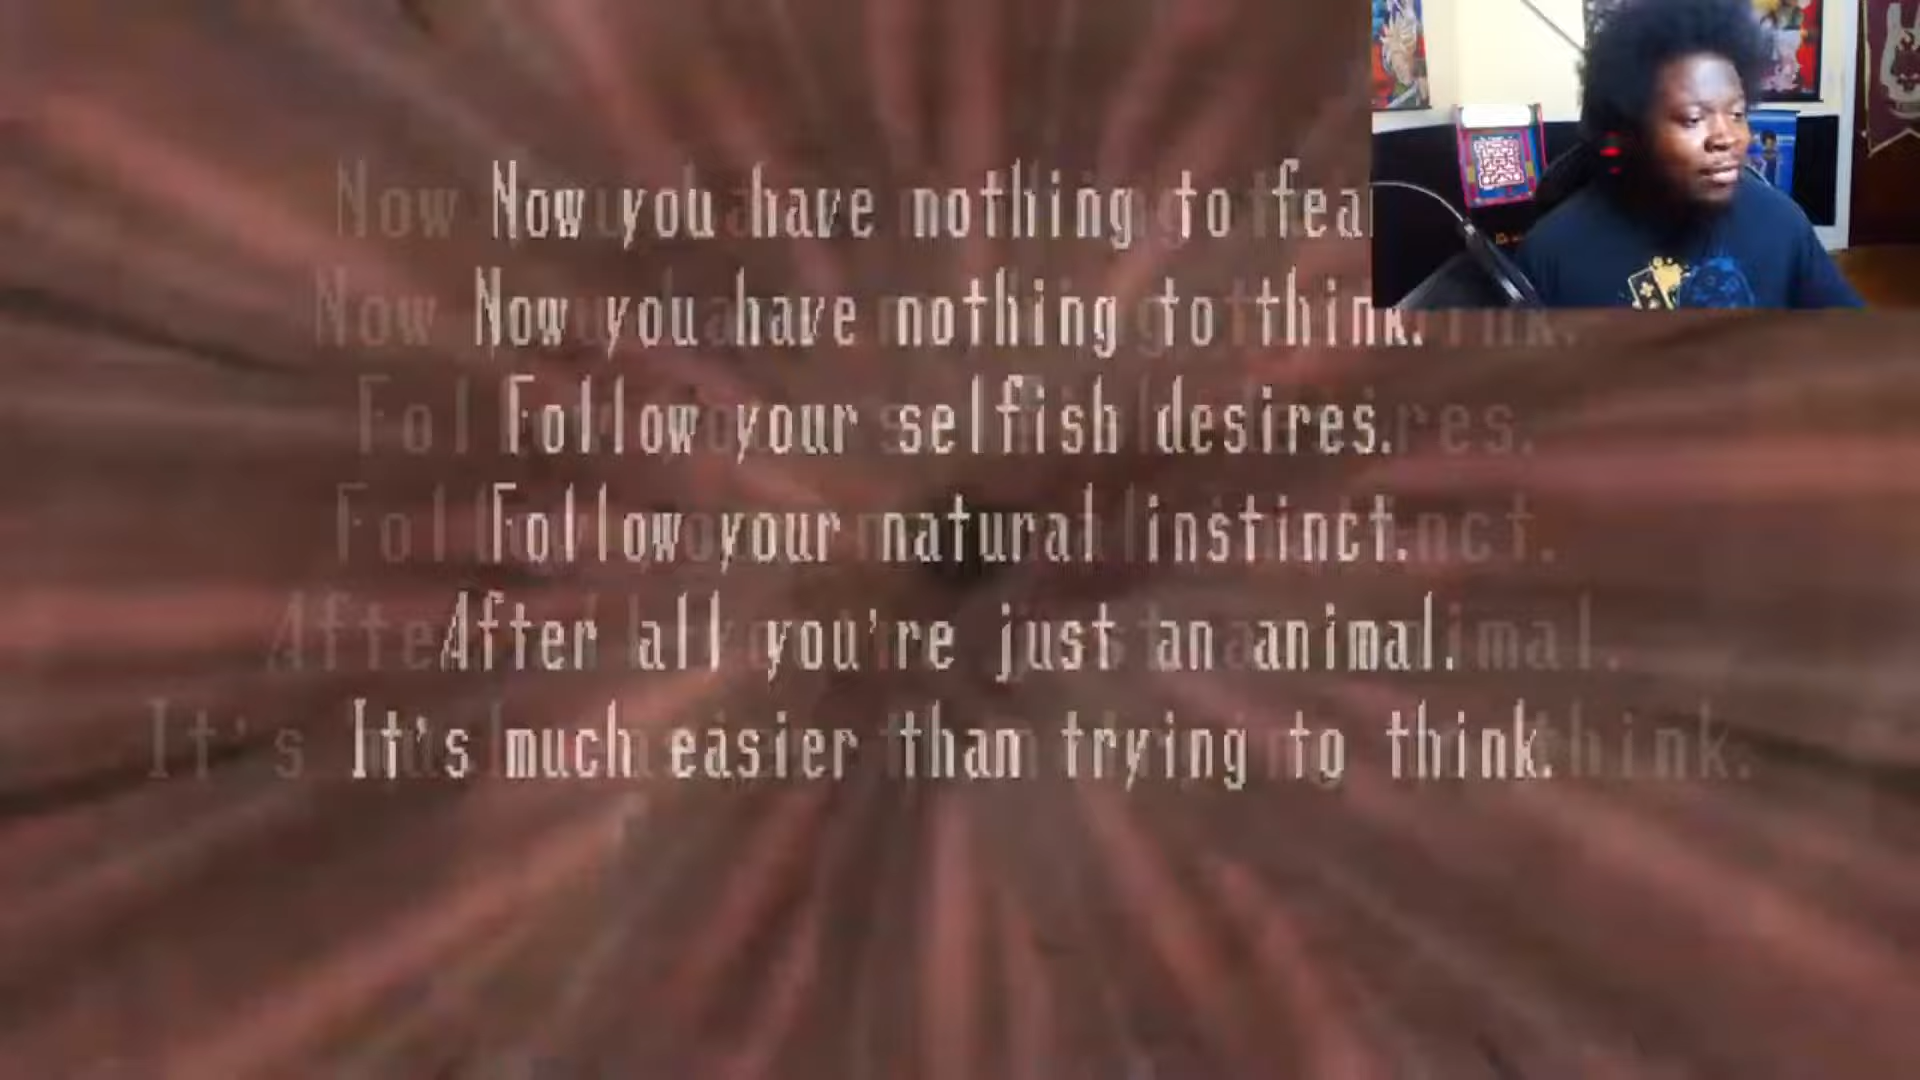 Now you have nothing to fea
Now you have nothing to think.
Follow your selfish desires.
Follow your natural instinct.
After all you're just an animal.
It's much easier than trying to think.